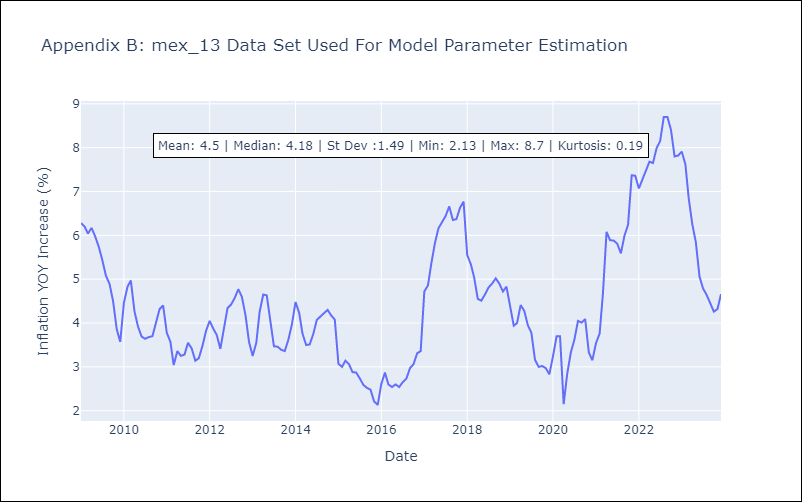 Appendix B: mex_13 Data Set Used For Model Parameter Estimation
Mean: 4.5 | Median: 4.18 | St Dev :1.49 | Min: 2.13 | Max: 8.7 | Kurtosis: 0.19
Inflation YOY Increase (%)
9
8
7
6
5
4
3
2
2010 2012 2014 2016 2018 2020 2022
Date